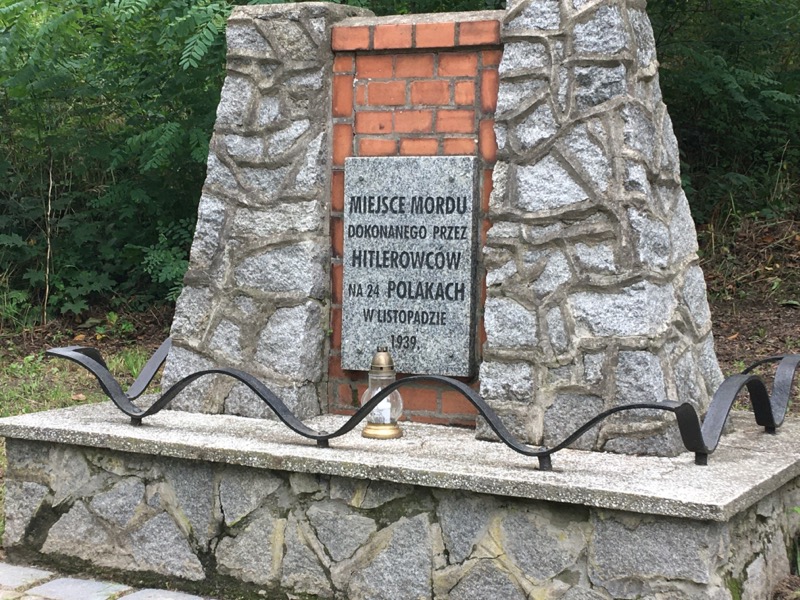 MIEJSCE MORDU
DOKONANEGO PRZEZ
HITLEROWCÓW
NA 24 POLAKACH
W LISTOPADZIE
1939